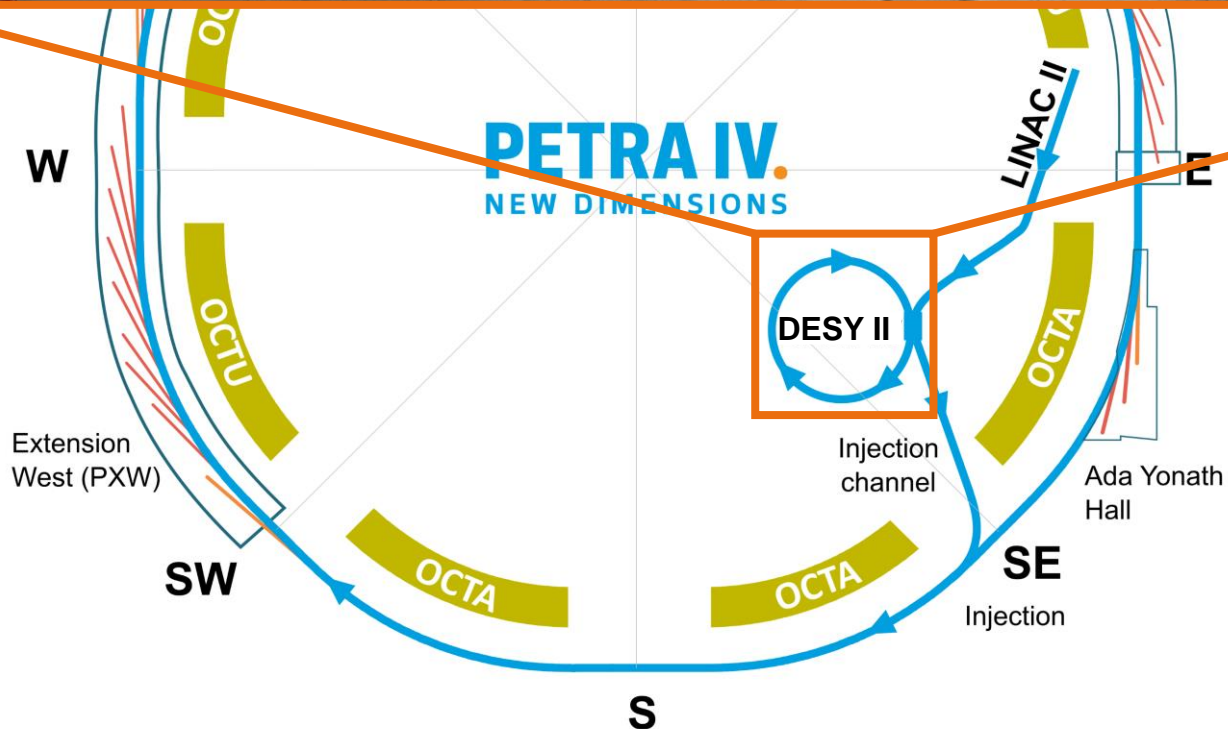 OC
LINAC II
W
PETRA IV.
NEW DIMENSIONS
E
OCTU
DESY II
OCTA
Extension
West (PXW)
Injection
channel
Ada Yonath
Hall
SW
OCTA
OCTA
SE
Injection
S